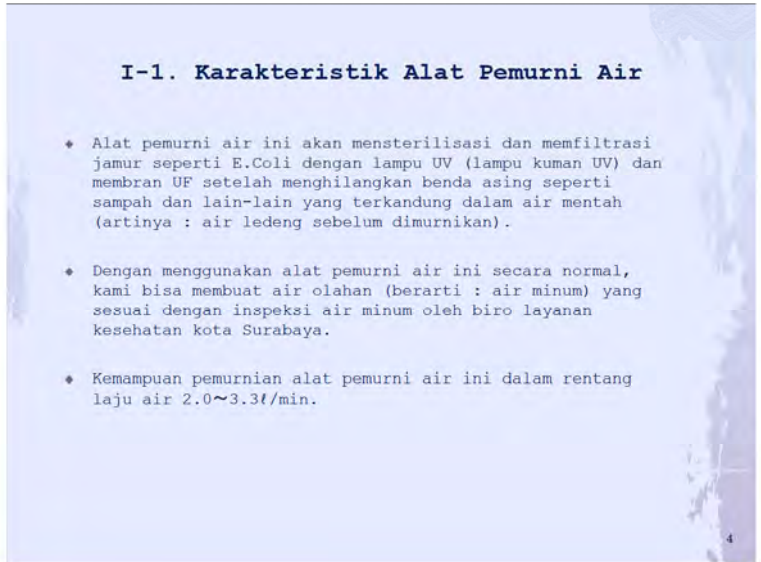 I-1. Karakteristik Alat Pemurni Air
◆ Alat pemurni air ini akan mensterilisasi dan memfiltrasi
jamur seperti E.Coli dengan lampu UV (lampu kuman UV) dan
membran UF setelah menghilangkan benda asing seperti
sampah dan lain-lain yang terkandung dalam air mentah
(artinya : air ledeng sebelum dimurnikan).
◆ Dengan menggunakan alat pemurni air ini secara normal,
kami bisa membuat air olahan (berarti : air minum) yang
sesuai dengan inspeksi air minum oleh biro layanan
kesehatan kota Surabaya.
◆ Kemampuan pemurnian alat pemurni air ini dalam rentang
laju air 2.0～3.3ℓ/min.
4